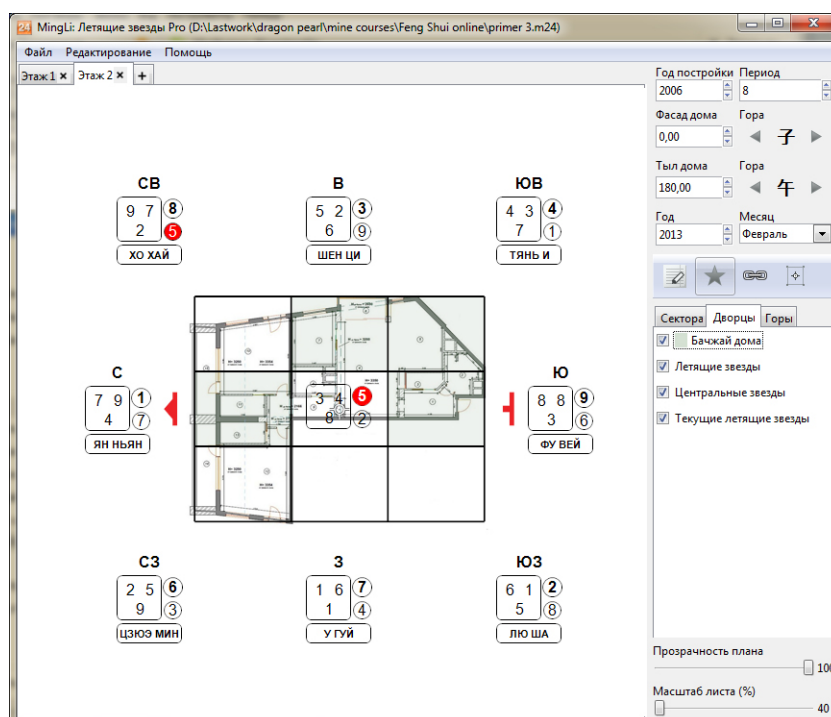 24 MingLi: Летящие звезды Pro (D:\Lastwork\dragon pearl\mine courses\Feng Shui online\primer 3.m24)
Файл Редактирование Помощь
Этаж 1 × Этаж 2 × +
Год постройки Период
2006 8
Фасад дома Гора
0,00 子
Тыл дома Гора
180,00 午
Год Месяц
2013 Февраль
Сектора Дворцы Горы
Бачжай дома
Летящие звезды
Центральные звезды
Текущие летящие звезды
Прозрачность плана
100
Масштаб листа (%)
40
СВ
9 7 8
2 5
ХО ХАЙ
В
5 2 3
6 9
ШЕН ЦИ
ЮВ
4 3 4
7 1
ТЯНЬ И
С
7 9 1
4 7
ЯН НЬЯН
3 4 5
8 2
Ю
8 8 9
3 6
ФУ ВЕЙ
СЗ
2 5 6
9 3
ЦЗЮЭ МИН
З
1 6 7
1 4
У ГУЙ
ЮЗ
6 1 2
5 8
ЛЮ ША